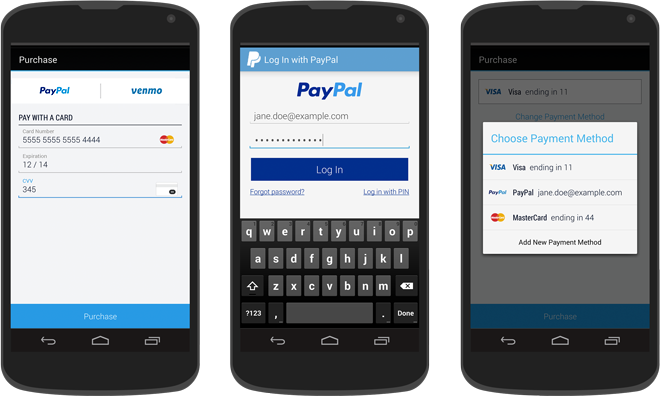 Purchase
PayPal venmo
PAY WITH A CARD
Card Number
5555 5555 5555 4444
Expiration
12 / 14
CVV
345
Purchase
Log In with PayPal
PayPal
jane.doe@example.com
Log In
Forgot password? Log in with PIN
q w e r t y u i o p
a s d f g h j k l
z x c v b n m
?123 , . Done
Purchase
VISA Visa ending in 11
Change Payment Method
Choose Payment Method
VISA Visa ending in 11
PayPal PayPal jane.doe@example.com
MasterCard MasterCard ending in 44
Add New Payment Method
Purchase